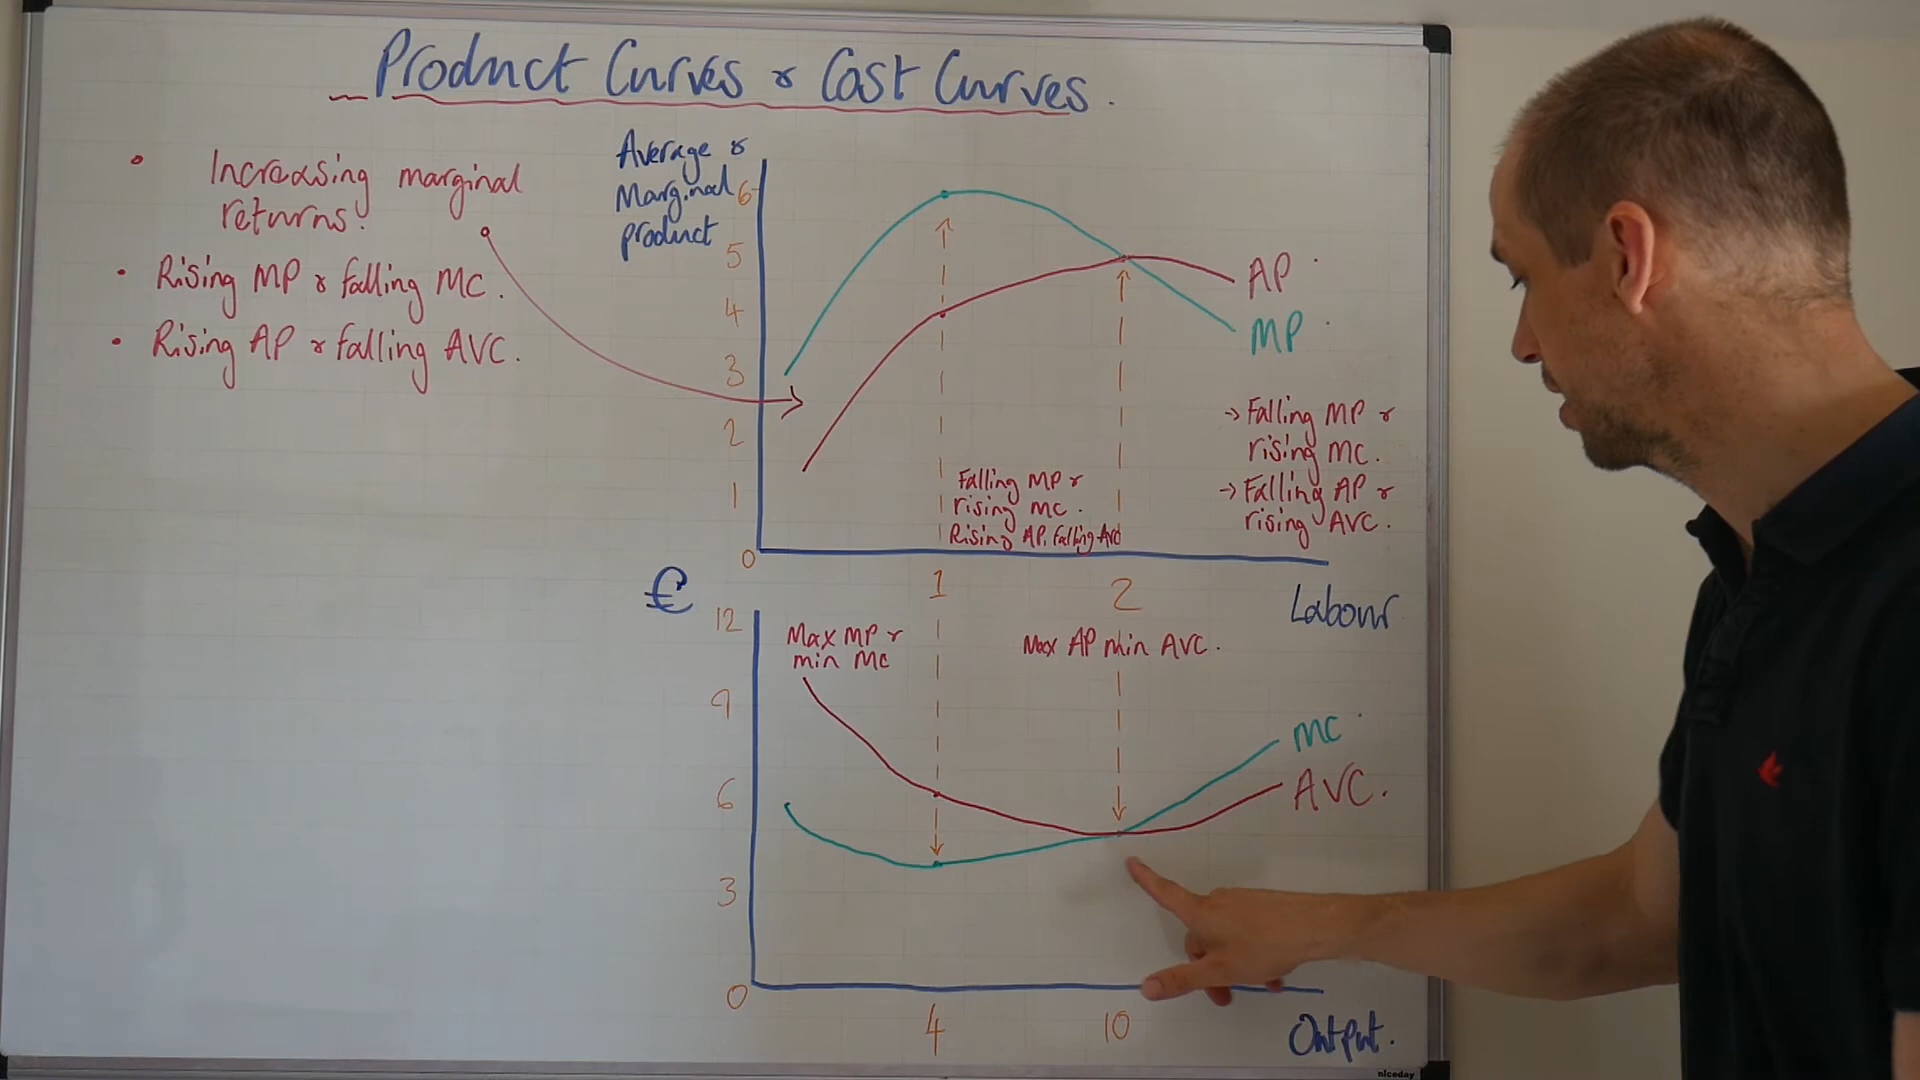 Product Curves & Cost Curves.
• Increasing marginal
returns.
• Rising MP & falling MC.
• Rising AP & falling AVC.
Average &
Marginal
product
6
5
4
3
2
1
0
AP
MP
→ Falling MP &
rising MC.
→ Falling AP &
rising AVC.
Falling MP &
rising MC.
Rising AP, Falling AVC
1
2
Labour
€
12
9
6
3
0
Max MP &
min MC
Max AP min AVC.
MC
AVC.
4
10
Output.
niceday